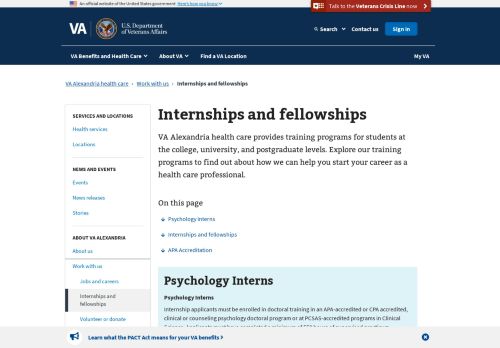 An official website of the United States government Here's how you know
Talk to the Veterans Crisis Line now
VA
U.S. Department
of Veterans Affairs
Search
Contact us
Sign in
VA Benefits and Health Care
About VA
Find a VA Location
My VA
VA Alexandria health care › Work with us › Internships and fellowships
SERVICES AND LOCATIONS
Health services
Locations
NEWS AND EVENTS
Events
News releases
Stories
ABOUT VA ALEXANDRIA
About us
Work with us
Jobs and careers
Internships and
fellowships
Volunteer or donate
Internships and fellowships
VA Alexandria health care provides training programs for students at
the college, university, and postgraduate levels. Explore our training
programs to find out about how we can help you start your career as a
health care professional.
On this page
Psychology Interns
Internships and fellowships
APA Accreditation
Psychology Interns
Psychology Interns
Internship applicants must be enrolled in doctoral training in an APA-accredited or CPA accredited,
clinical or counseling psychology doctoral program or at PCSAS-accredited programs in Clinical
Learn what the PACT Act means for your VA benefits